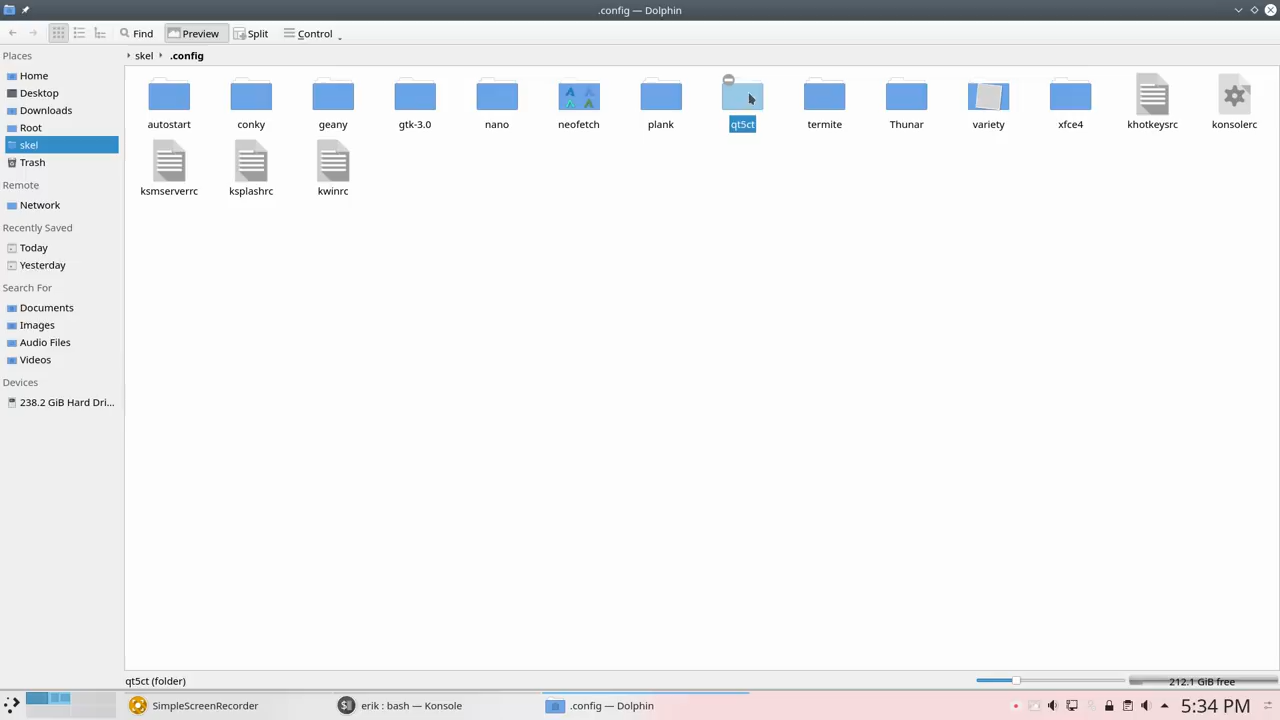 .config — Dolphin
Find
Preview
Split
Control
Places
skel
.config
Home
Desktop
Downloads
Root
skel
Trash
Remote
Network
Recently Saved
Today
Yesterday
Search For
Documents
Images
Audio Files
Videos
Devices
238.2 GiB Hard Dri...
autostart
conky
geany
gtk-3.0
nano
neofetch
plank
qt5ct
termite
Thunar
variety
xfce4
khotkeysrc
konsolerc
ksmserverrc
ksplashrc
kwinrc
qt5ct (folder)
212.1 GiB free
SimpleScreenRecorder
erik : bash — Konsole
.config — Dolphin
5:34 PM